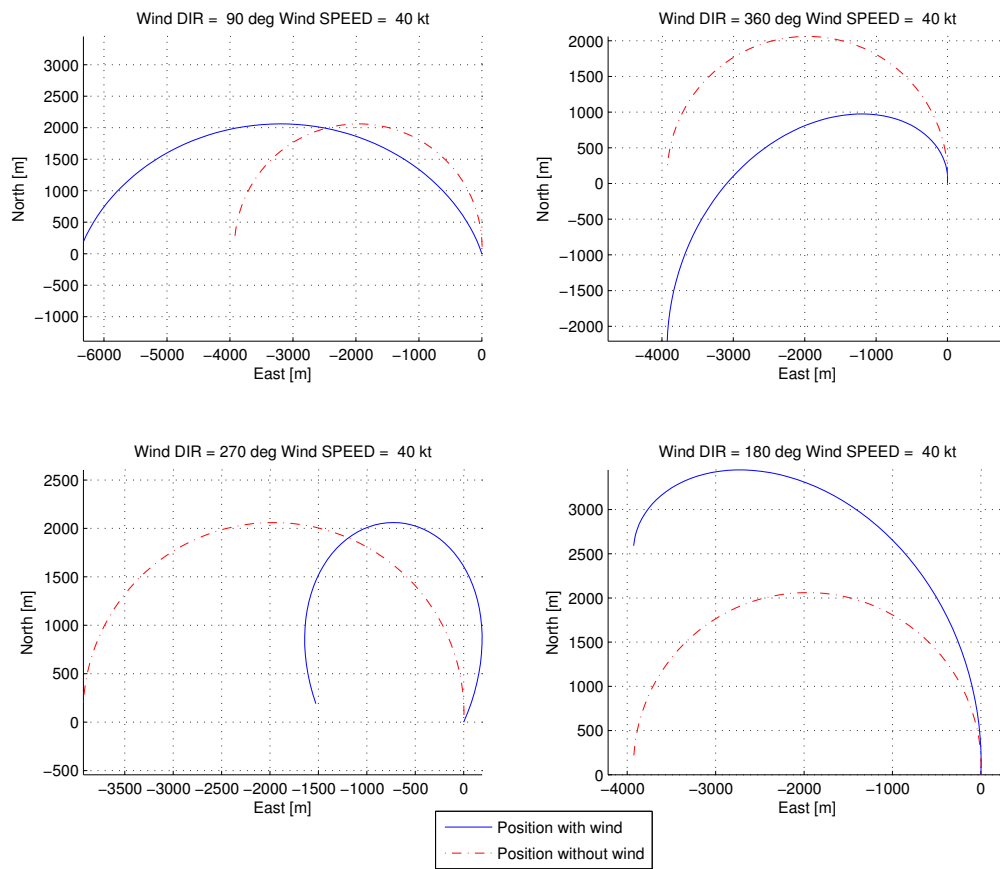 Wind DIR =  90 deg Wind SPEED =  40 kt
3000
2500
2000
1500
1000
500
0
−500
−1000
North [m]
−6000 −5000 −4000 −3000 −2000 −1000 0
East [m]
Wind DIR = 360 deg Wind SPEED =  40 kt
2000
1500
1000
500
0
−500
−1000
−1500
−2000
North [m]
−4000 −3000 −2000 −1000 0
East [m]
Wind DIR = 270 deg Wind SPEED =  40 kt
2500
2000
1500
1000
500
0
−500
North [m]
−3500 −3000 −2500 −2000 −1500 −1000 −500 0
East [m]
Wind DIR = 180 deg Wind SPEED =  40 kt
3000
2500
2000
1500
1000
500
0
North [m]
−4000 −3000 −2000 −1000 0
East [m]
Position with wind
Position without wind